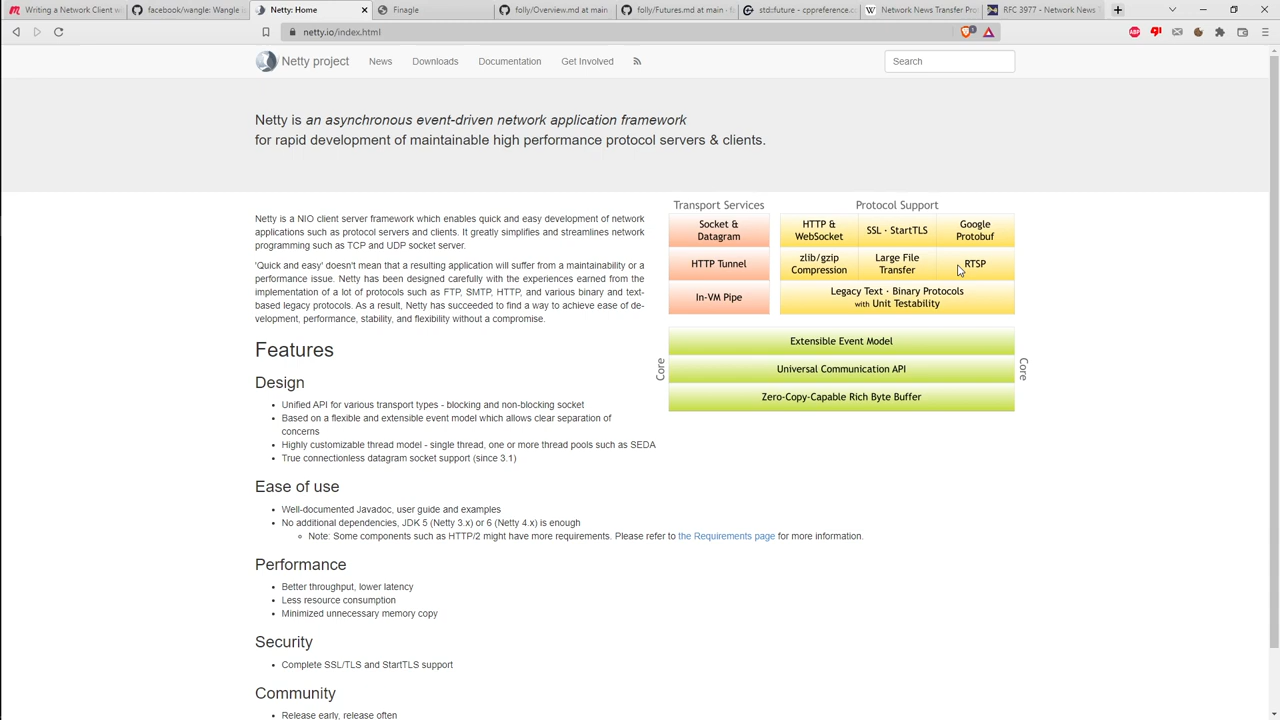 Writing a Network Client wi
facebook/wangle: Wangle i
Netty: Home
Finagle
folly/Overview.md at main
folly/Futures.md at main · f
std::future - cppreference.c
Network News Transfer Pro
RFC 3977 - Network News T
netty.io/index.html
Netty project
News
Downloads
Documentation
Get Involved
Search
Netty is an asynchronous event-driven network application framework
for rapid development of maintainable high performance protocol servers & clients.
Netty is a NIO client server framework which enables quick and easy development of network
applications such as protocol servers and clients. It greatly simplifies and streamlines network
programming such as TCP and UDP socket server.
'Quick and easy' doesn't mean that a resulting application will suffer from a maintainability or a
performance issue. Netty has been designed carefully with the experiences earned from the
implementation of a lot of protocols such as FTP, SMTP, HTTP, and various binary and text-
based legacy protocols. As a result, Netty has succeeded to find a way to achieve ease of de-
velopment, performance, stability, and flexibility without a compromise.
Transport Services
Socket &
Datagram
HTTP Tunnel
In-VM Pipe
Protocol Support
HTTP &
WebSocket
SSL · StartTLS
Google
Protobuf
zlib/gzip
Compression
Large File
Transfer
RTSP
Legacy Text · Binary Protocols
with Unit Testability
Core
Extensible Event Model
Universal Communication API
Zero-Copy-Capable Rich Byte Buffer
Core
Features
Design
• Unified API for various transport types - blocking and non-blocking socket
• Based on a flexible and extensible event model which allows clear separation of
concerns
• Highly customizable thread model - single thread, one or more thread pools such as SEDA
• True connectionless datagram socket support (since 3.1)
Ease of use
• Well-documented Javadoc, user guide and examples
• No additional dependencies, JDK 5 (Netty 3.x) or 6 (Netty 4.x) is enough
◦ Note: Some components such as HTTP/2 might have more requirements. Please refer to the Requirements page for more information.
Performance
• Better throughput, lower latency
• Less resource consumption
• Minimized unnecessary memory copy
Security
• Complete SSL/TLS and StartTLS support
Community
• Release early, release often